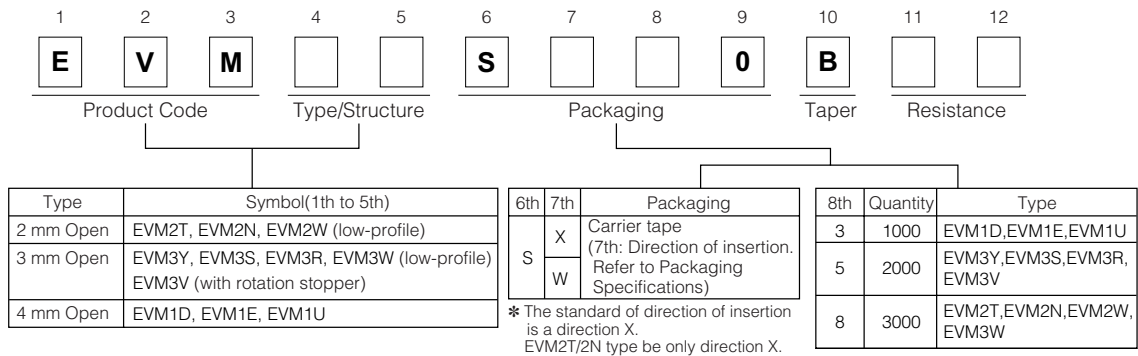 1 2 3 4 5 6 7 8 9 10 11 12
E V M S 0 B
Product Code Type/Structure Packaging Taper Resistance
Type Symbol(1th to 5th)
2 mm Open EVM2T, EVM2N, EVM2W (low-profile)
3 mm Open EVM3Y, EVM3S, EVM3R, EVM3W (low-profile)
EVM3V (with rotation stopper)
4 mm Open EVM1D, EVM1E, EVM1U
6th 7th Packaging
S X W Carrier tape
(7th: Direction of insertion.
Refer to Packaging
Specifications)
✽ The standard of direction of insertion
is a direction X.
EVM2T/2N type be only direction X.
8th Quantity Type
3 1000 EVM1D,EVM1E,EVM1U
5 2000 EVM3Y,EVM3S,EVM3R,
EVM3V
8 3000 EVM2T,EVM2N,EVM2W,
EVM3W